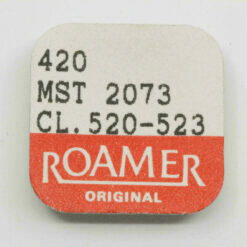 420
MST 2073
CL. 520-523
ROAMER
ORIGINAL